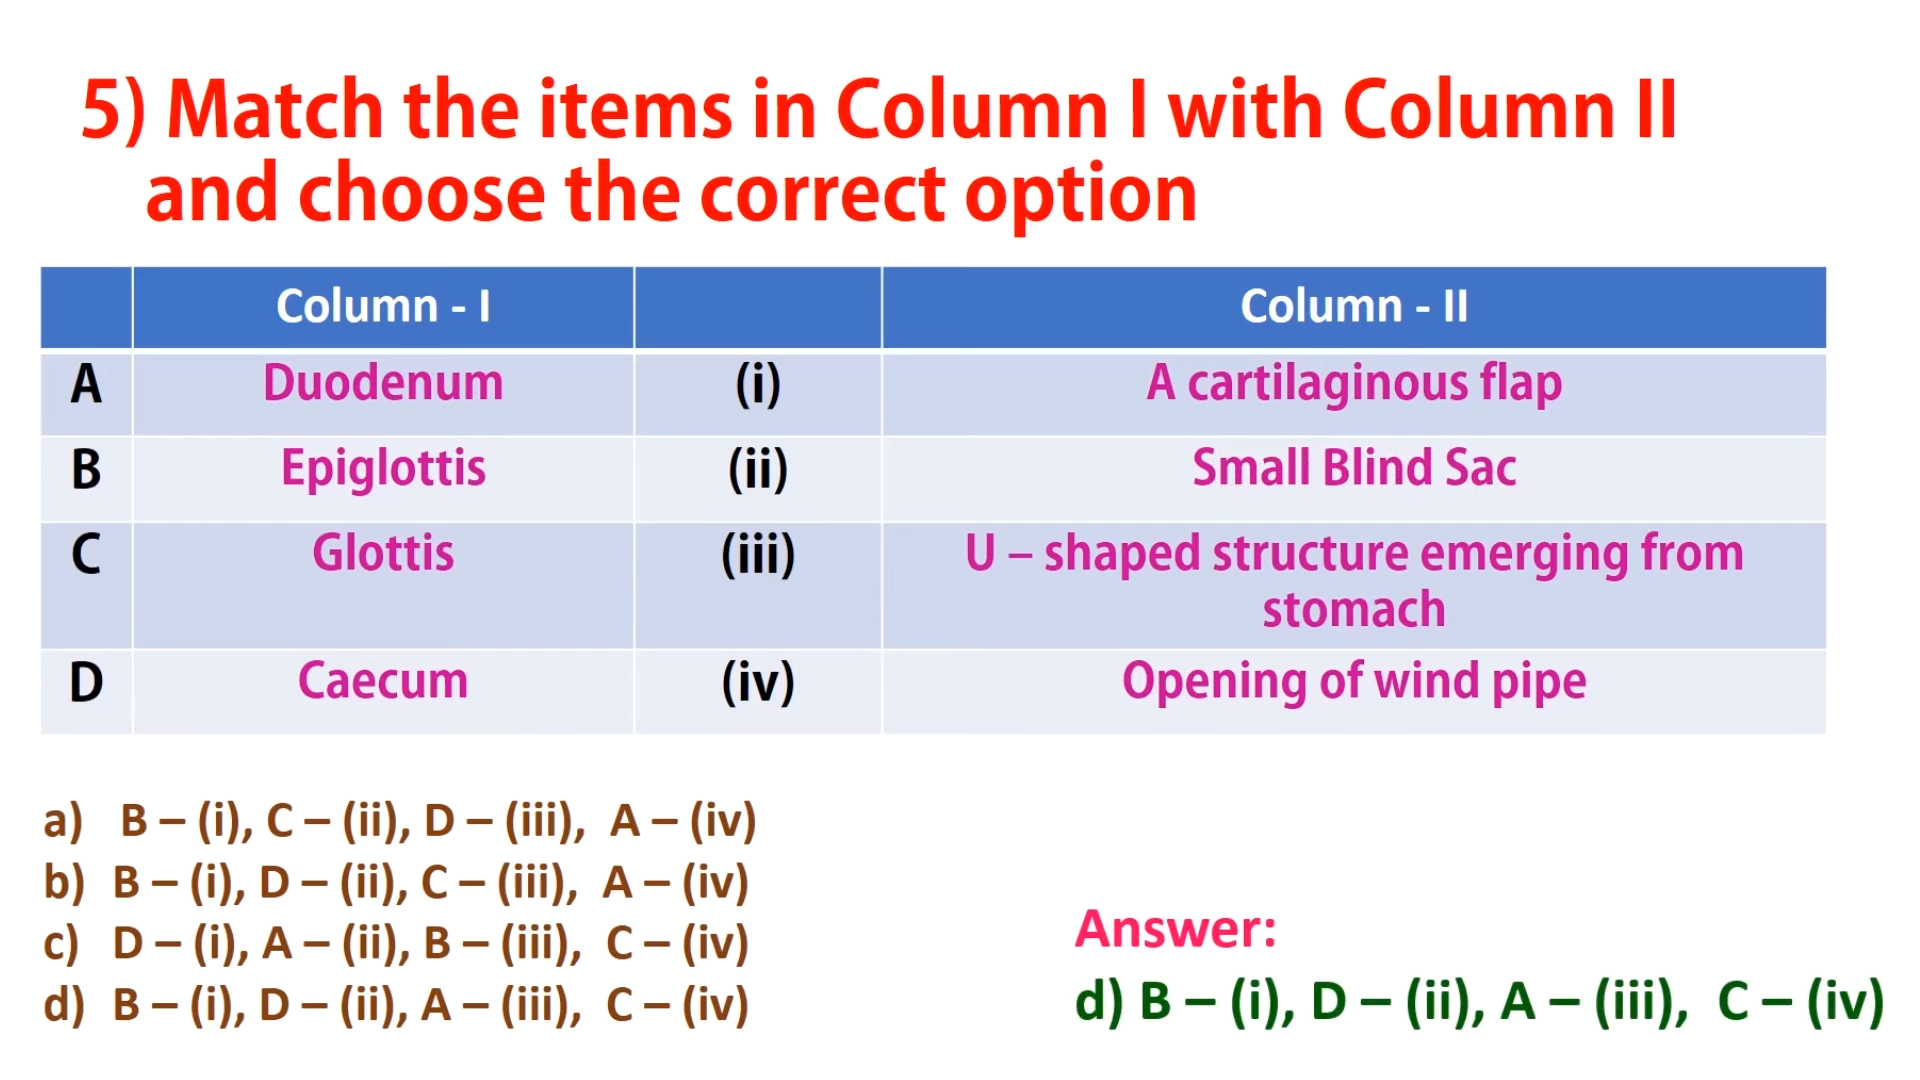 5) Match the items in Column I with Column II
and choose the correct option
Column - I Column - II
A Duodenum (i) A cartilaginous flap
B Epiglottis (ii) Small Blind Sac
C Glottis (iii) U – shaped structure emerging from
stomach
D Caecum (iv) Opening of wind pipe
a) B – (i), C – (ii), D – (iii), A – (iv)
b) B – (i), D – (ii), C – (iii), A – (iv)
c) D – (i), A – (ii), B – (iii), C – (iv)
d) B – (i), D – (ii), A – (iii), C – (iv)
Answer:
d) B – (i), D – (ii), A – (iii), C – (iv)